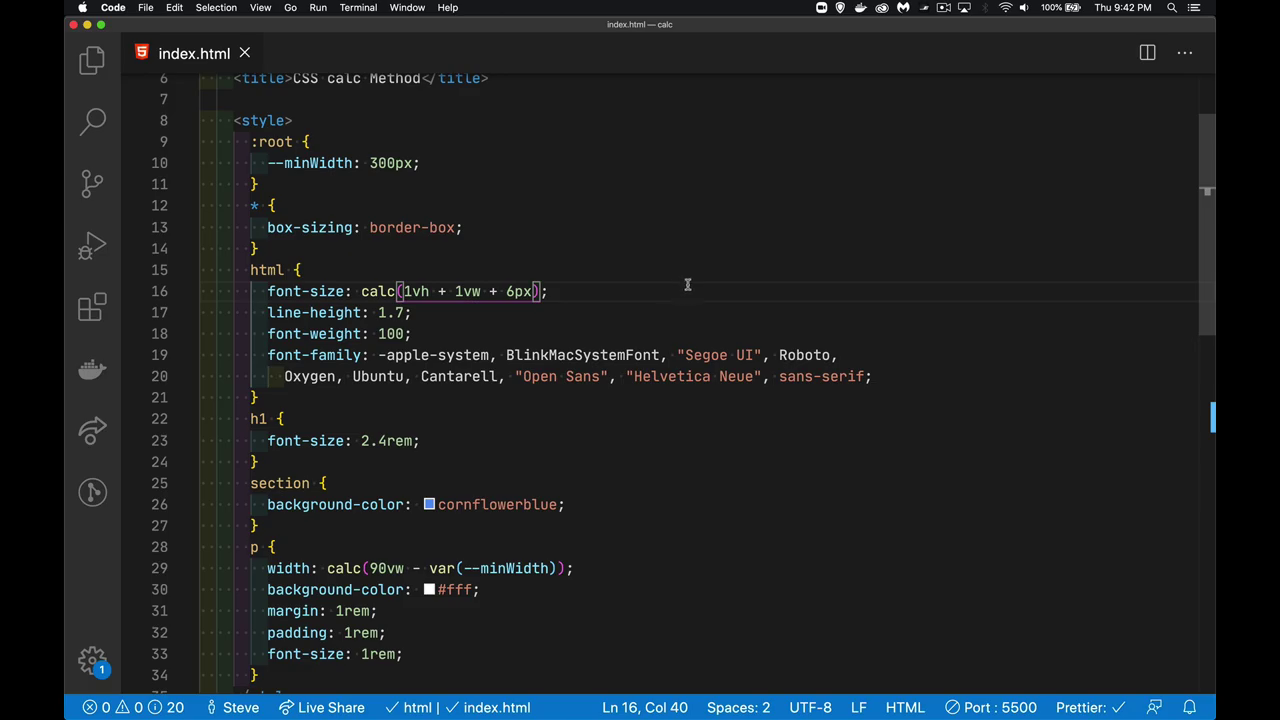 Code File Edit Selection View Go Run Terminal Window Help 100% Thu 9:42 PM
index.html — calc
index.html
6 <title>CSS calc Method</title>
7
8 <style>
9 :root {
10 --minWidth: 300px;
11 }
12 * {
13 box-sizing: border-box;
14 }
15 html {
16 font-size: calc(1vh + 1vw + 6px);
17 line-height: 1.7;
18 font-weight: 100;
19 font-family: -apple-system, BlinkMacSystemFont, "Segoe UI", Roboto,
20 Oxygen, Ubuntu, Cantarell, "Open Sans", "Helvetica Neue", sans-serif;
21 }
22 h1 {
23 font-size: 2.4rem;
24 }
25 section {
26 background-color: cornflowerblue;
27 }
28 p {
29 width: calc(90vw - var(--minWidth));
30 background-color: #fff;
31 margin: 1rem;
32 padding: 1rem;
33 font-size: 1rem;
34 }
1
0 0 20 Steve Live Share html | index.html Ln 16, Col 40 Spaces: 2 UTF-8 LF HTML Port : 5500 Prettier: